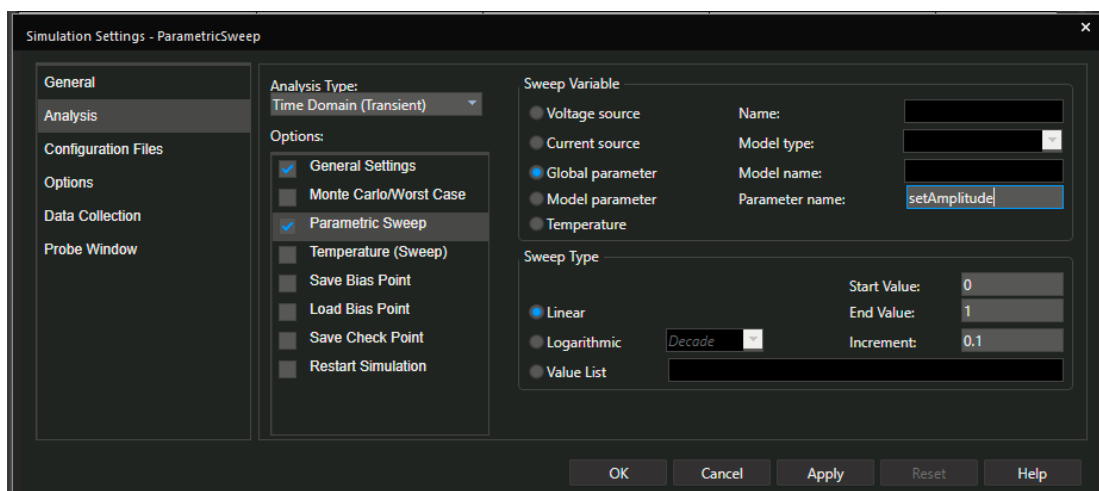 Simulation Settings - ParametricSweep
×
General
Analysis
Configuration Files
Options
Data Collection
Probe Window
Analysis Type:
Time Domain (Transient)
Options:
General Settings
Monte Carlo/Worst Case
Parametric Sweep
Temperature (Sweep)
Save Bias Point
Load Bias Point
Save Check Point
Restart Simulation
Sweep Variable
Voltage source Name:
Current source Model type:
Global parameter Model name:
Model parameter Parameter name: setAmplitude
Temperature
Sweep Type
Start Value: 0
Linear End Value: 1
Logarithmic Decade Increment: 0.1
Value List
OK Cancel Apply Reset Help